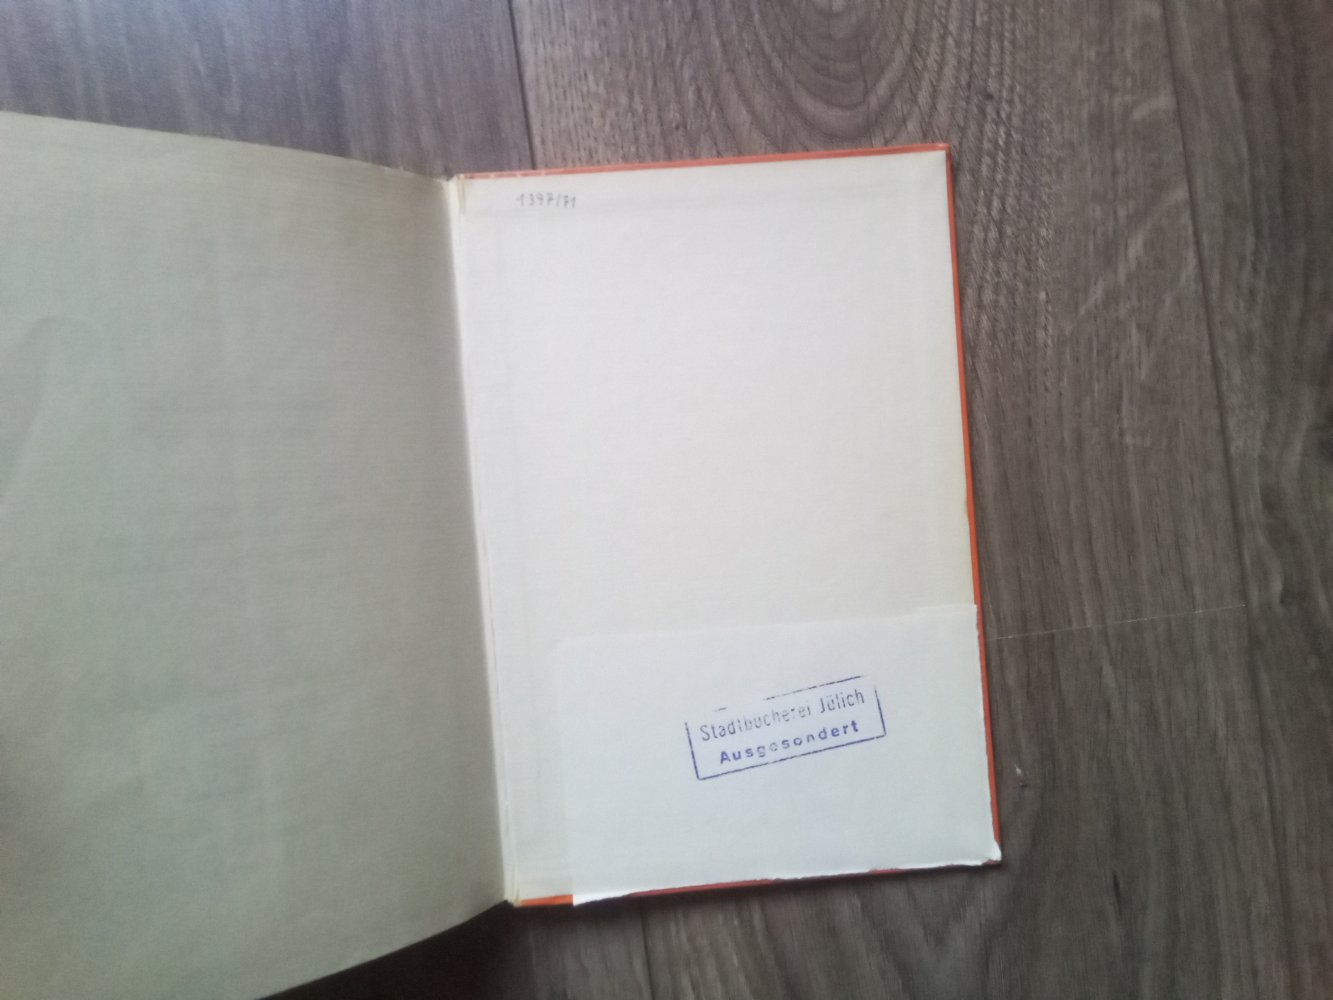 1397/71
Stadtbücherei Jülich
Ausgesondert